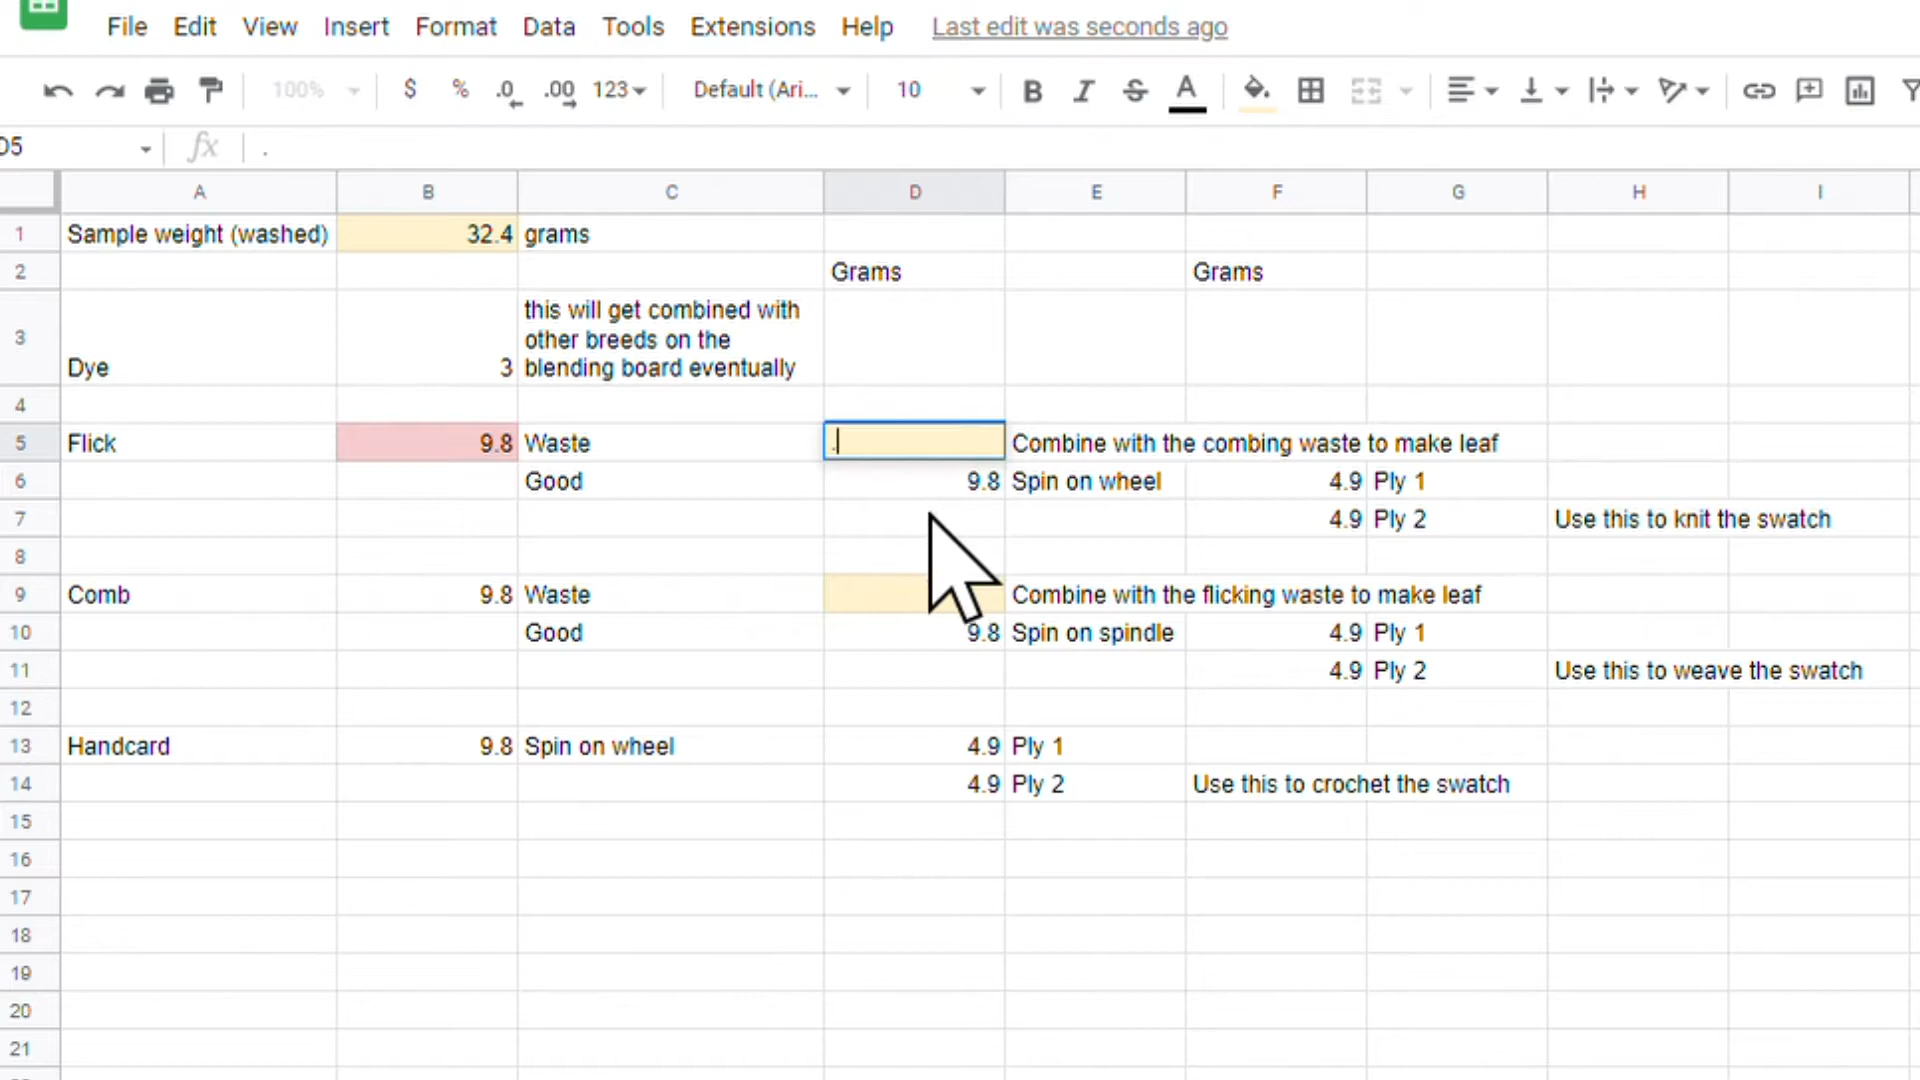 File Edit View Insert Format Data Tools Extensions Help Last edit was seconds ago
100% $ % .0 .00 123 Default (Ari... 10 B I S A
D5 fx .
A B C D E F G H I
1 Sample weight (washed) 32.4 grams
2 Grams Grams
this will get combined with
other breeds on the
3 Dye 3 blending board eventually
4
5 Flick 9.8 Waste . Combine with the combing waste to make leaf
6 Good 9.8 Spin on wheel 4.9 Ply 1
7 4.9 Ply 2 Use this to knit the swatch
8
9 Comb 9.8 Waste Combine with the flicking waste to make leaf
10 Good 9.8 Spin on spindle 4.9 Ply 1
11 4.9 Ply 2 Use this to weave the swatch
12
13 Handcard 9.8 Spin on wheel 4.9 Ply 1
14 4.9 Ply 2 Use this to crochet the swatch
15
16
17
18
19
20
21